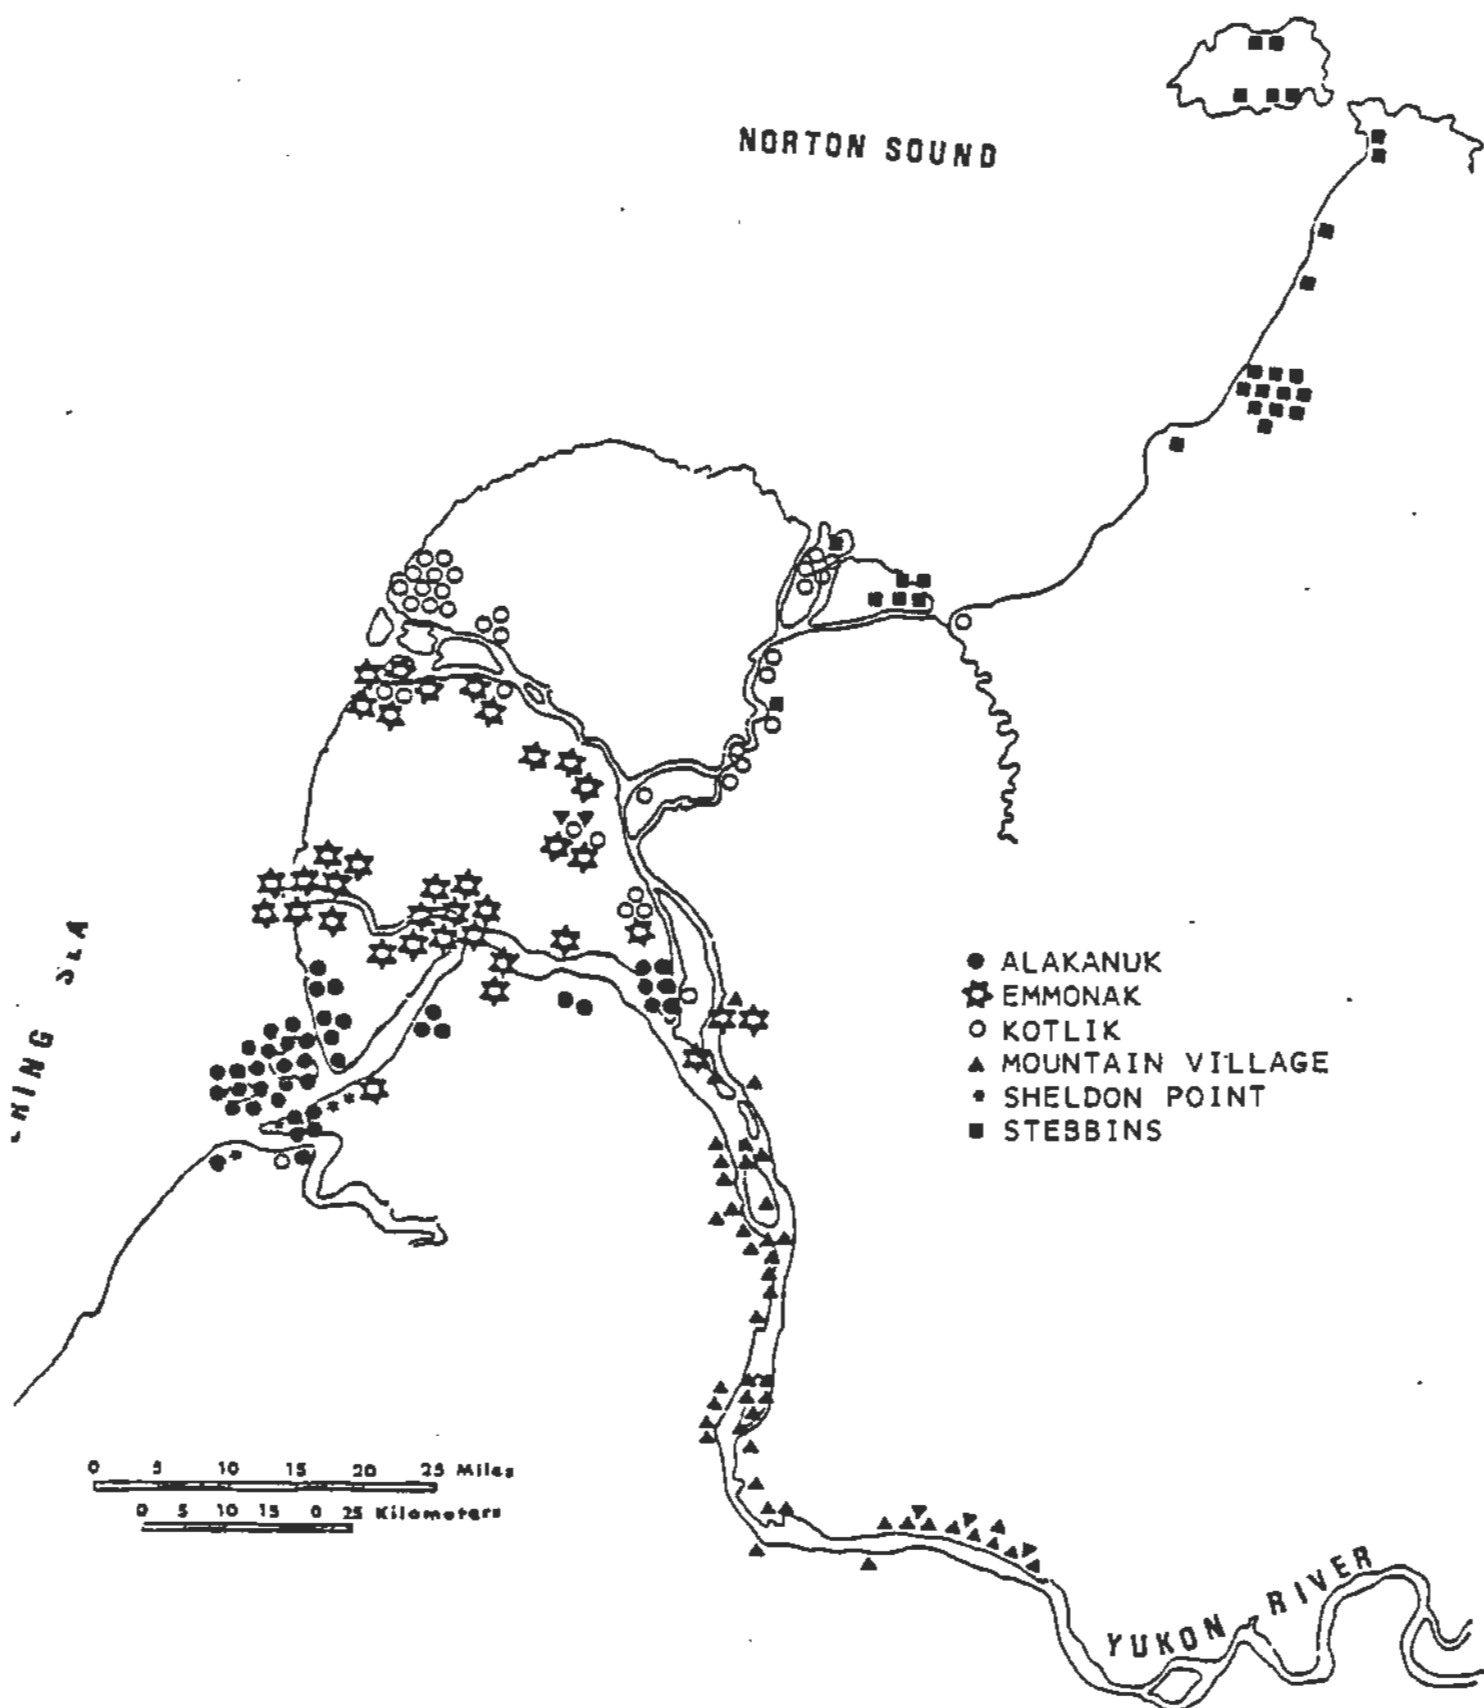 NORTON SOUND
ALAKANUK
EMMONAK
KOTLIK
MOUNTAIN VILLAGE
SHELDON POINT
STEBBINS
0 5 10 15 20 25 Miles
0 5 10 15 0 25 Kilometers
YUKON RIVER